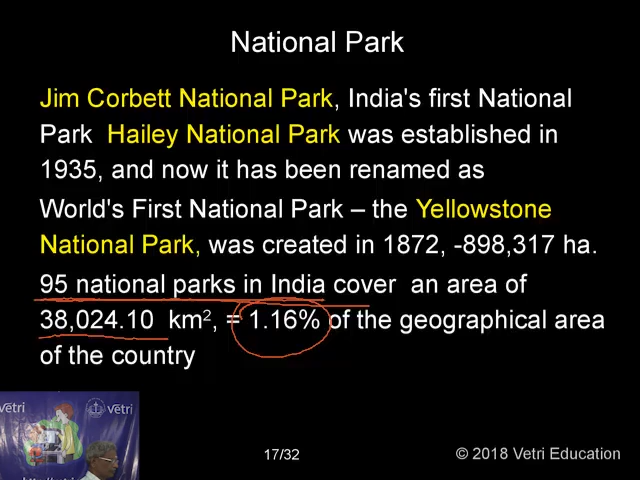 National Park
Jim Corbett National Park, India's first National
Park Hailey National Park was established in
1935, and now it has been renamed as
World's First National Park – the Yellowstone
National Park, was created in 1872, -898,317 ha.
95 national parks in India cover an area of
38,024.10 km², = 1.16% of the geographical area
of the country
Vetri
Vetri
17/32
© 2018 Vetri Education